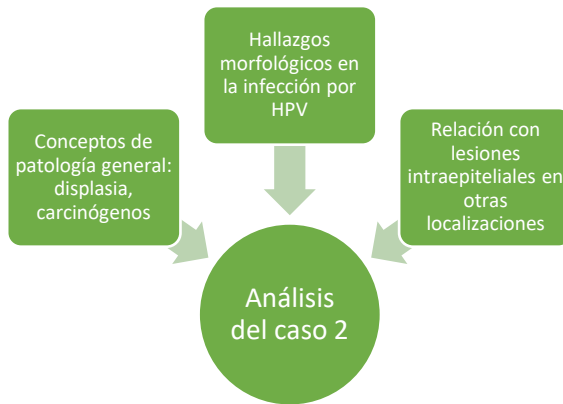 Hallazgos
morfológicos en
la infección por
HPV
Conceptos de
patología general:
displasia,
carcinógenos
Relación con
lesiones
intraepiteliales en
otras
localizaciones
Análisis
del caso 2